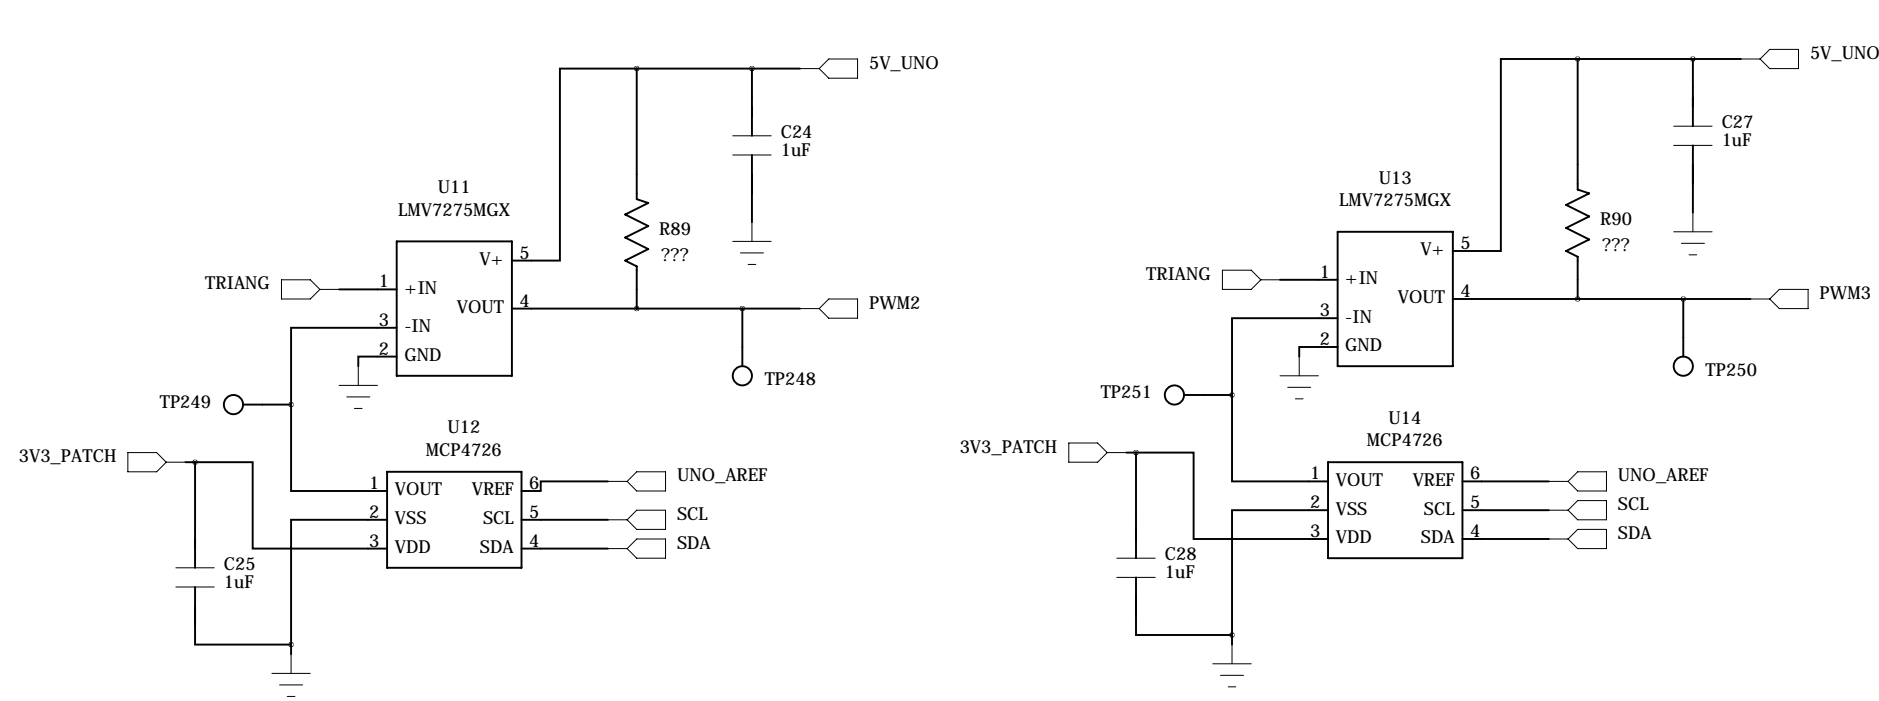 5V_UNO
C24
1uF
U11
LMV7275MGX
R89
???
V+
5
TRIANG
1
+IN
VOUT
4
PWM2
3
-IN
2
GND
TP248
TP249
U12
MCP4726
3V3_PATCH
1
VOUT
VREF
6
UNO_AREF
2
VSS
SCL
5
SCL
3
VDD
SDA
4
SDA
C25
1uF
5V_UNO
C27
1uF
U13
LMV7275MGX
R90
???
V+
5
TRIANG
1
+IN
VOUT
4
PWM3
3
-IN
2
GND
TP250
TP251
U14
MCP4726
3V3_PATCH
1
VOUT
VREF
6
UNO_AREF
2
VSS
SCL
5
SCL
3
VDD
SDA
4
SDA
C28
1uF